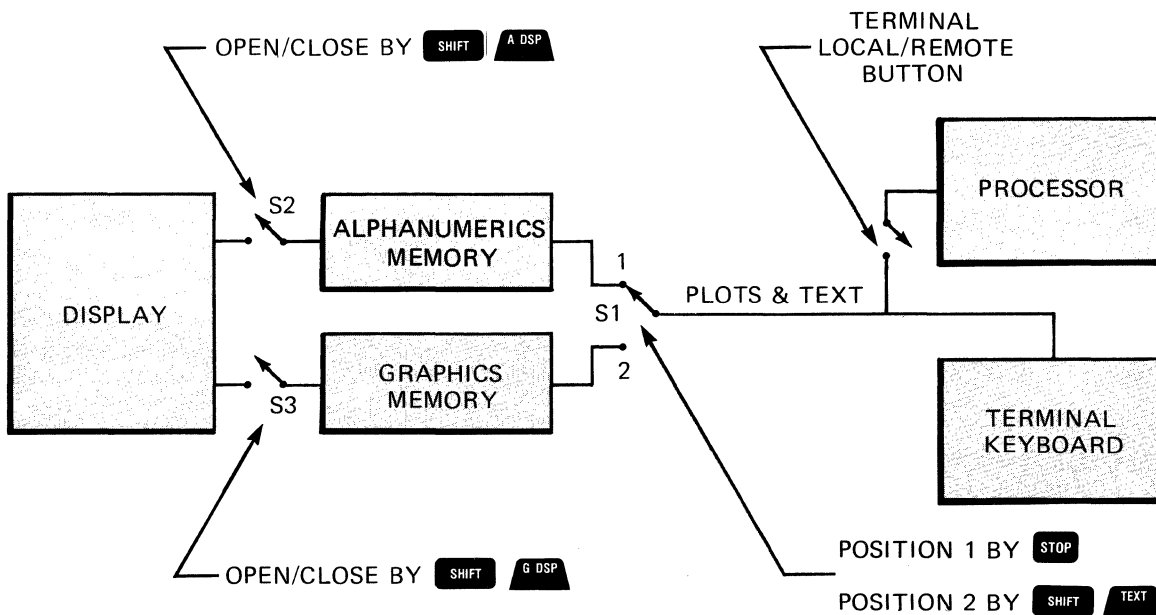 OPEN/CLOSE BY SHIFT A DSP
TERMINAL
LOCAL/REMOTE
BUTTON
PROCESSOR
S2
ALPHANUMERICS
MEMORY
1
S1
PLOTS & TEXT
DISPLAY
2
GRAPHICS
MEMORY
S3
TERMINAL
KEYBOARD
OPEN/CLOSE BY SHIFT G DSP
POSITION 1 BY STOP
POSITION 2 BY SHIFT TEXT